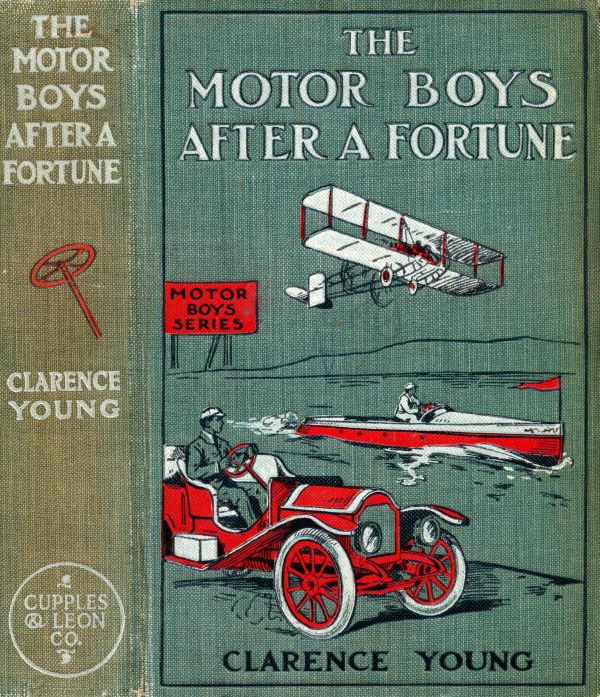 THE
MOTOR
BOYS
AFTER A
FORTUNE
CLARENCE
YOUNG
CUPPLES
& LEON
CO.
THE
MOTOR BOYS
AFTER A FORTUNE
MOTOR
BOYS
SERIES
CLARENCE YOUNG